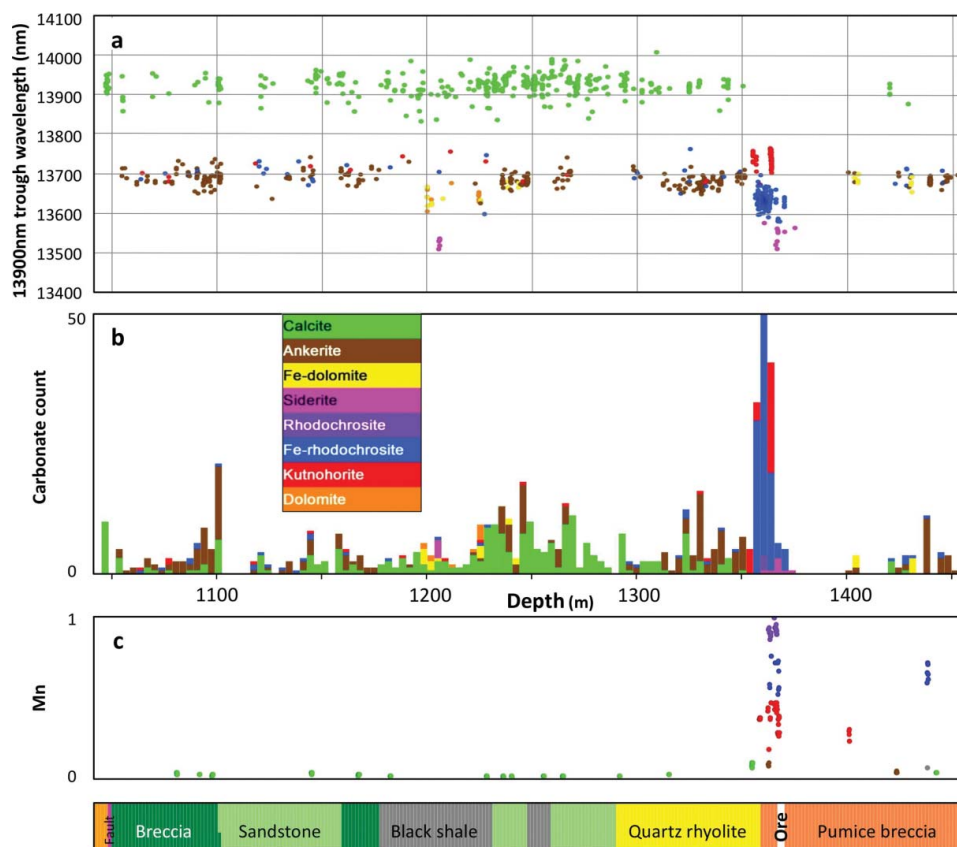 14100
14000
13900
13800
13700
13600
13500
13400
13900nm trough wavelength (nm)
a
50
0
Carbonate count
b
Calcite
Ankerite
Fe-dolomite
Siderite
Rhodochrosite
Fe-rhodochrosite
Kutnohorite
Dolomite
1100
1200
1300
1400
Depth (m)
1
0
Mn
c
Fault
Breccia
Sandstone
Black shale
Quartz rhyolite
Ore
Pumice breccia